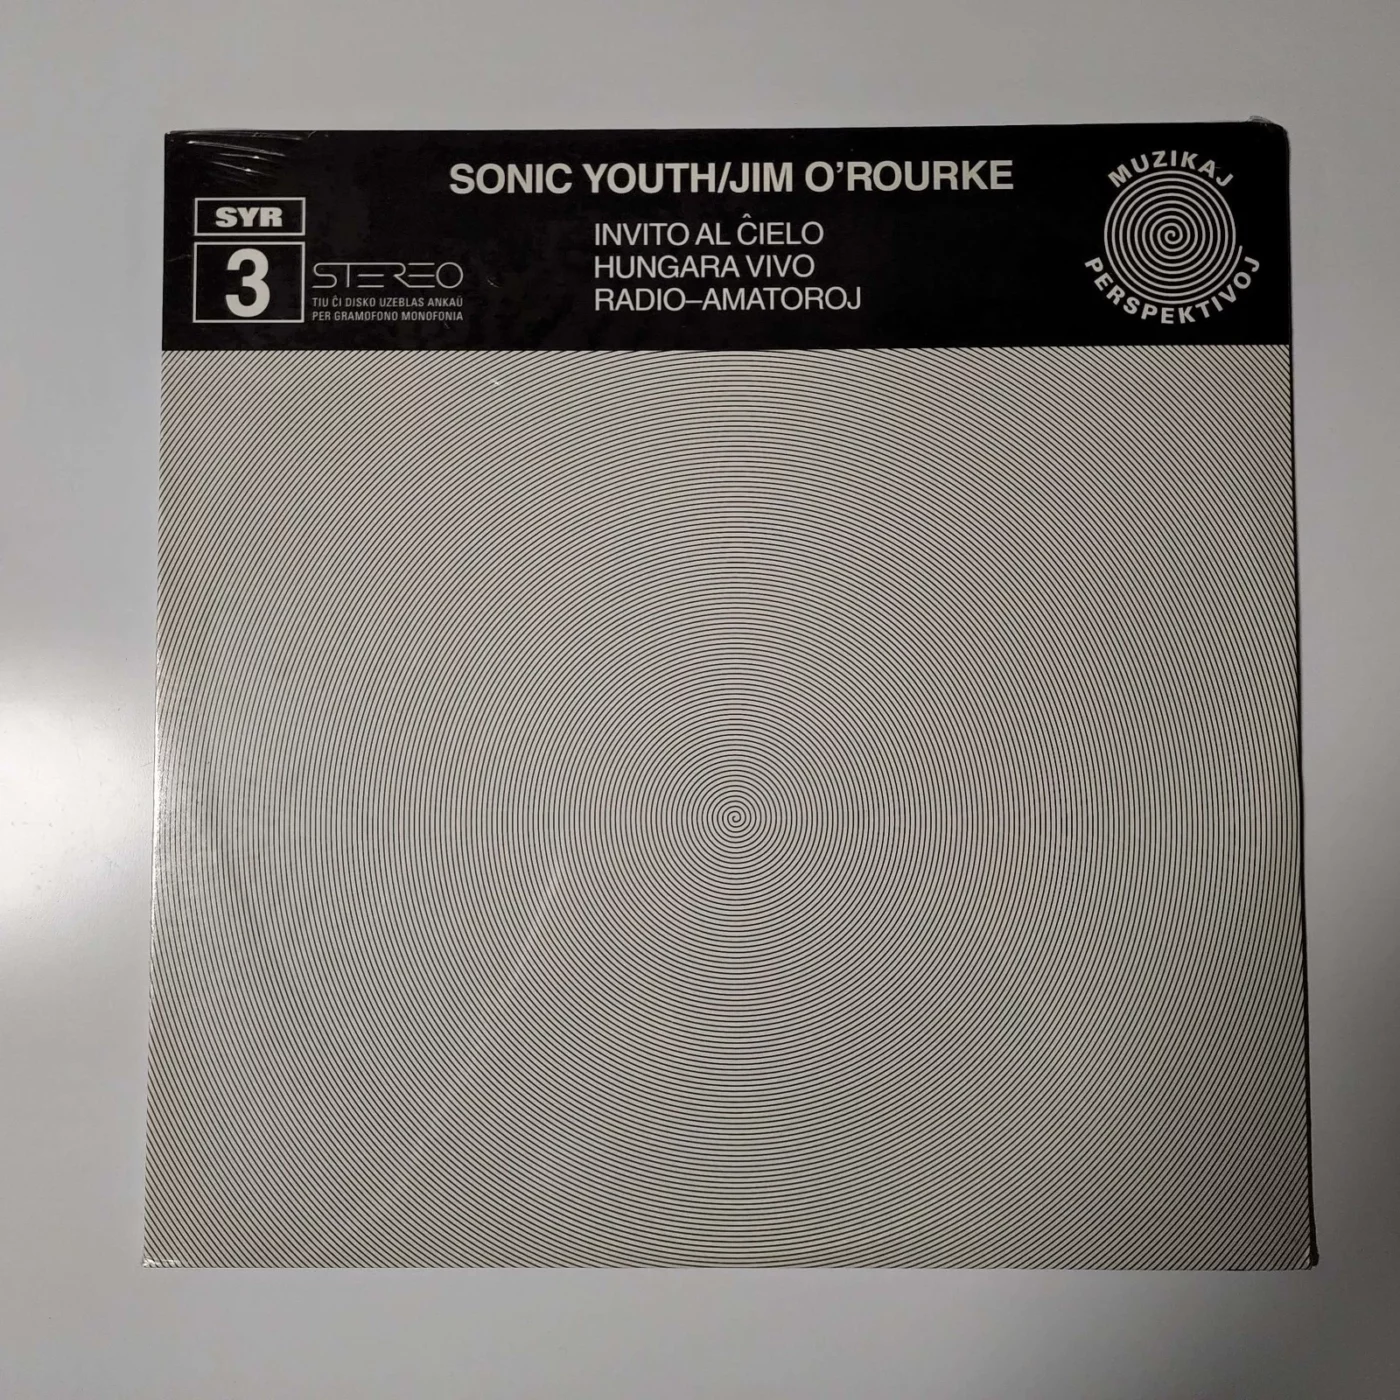 SONIC YOUTH/JIM O'ROURKE
INVITO AL ĈIELO
HUNGARA VIVO
RADIO–AMATOROJ
SYR
3
STEREO
TIU ĈI DISKO UZEBLAS ANKAŬ
PER GRAMOFONO MONOFONIA
MUZIKAJ
PERSPEKTIVOJ